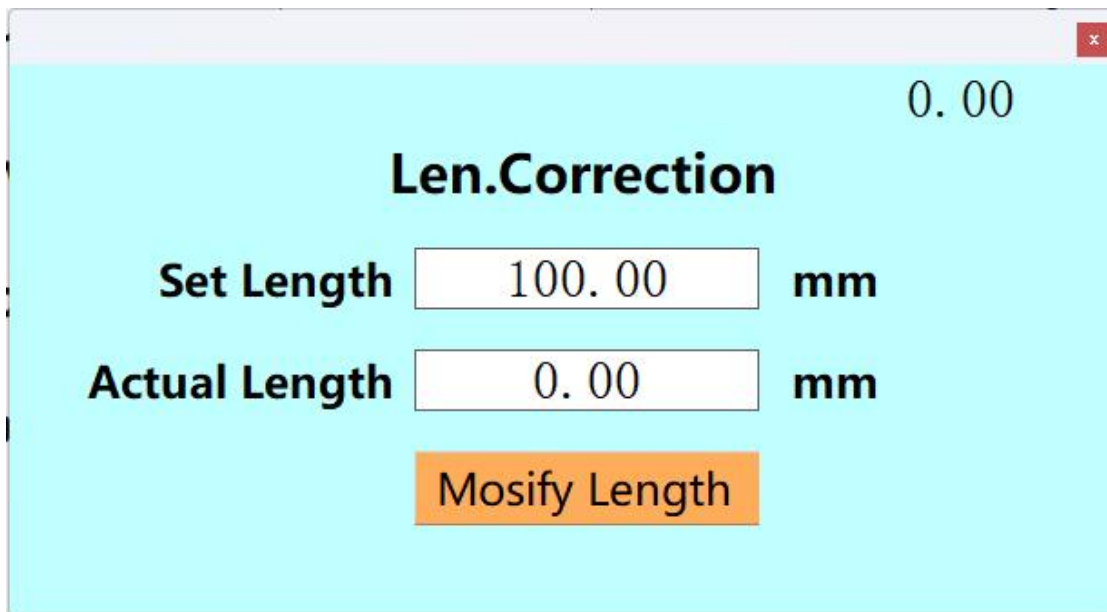 x
0.00
Len.Correction
Set Length 100.00 mm
Actual Length 0.00 mm
Mosify Length